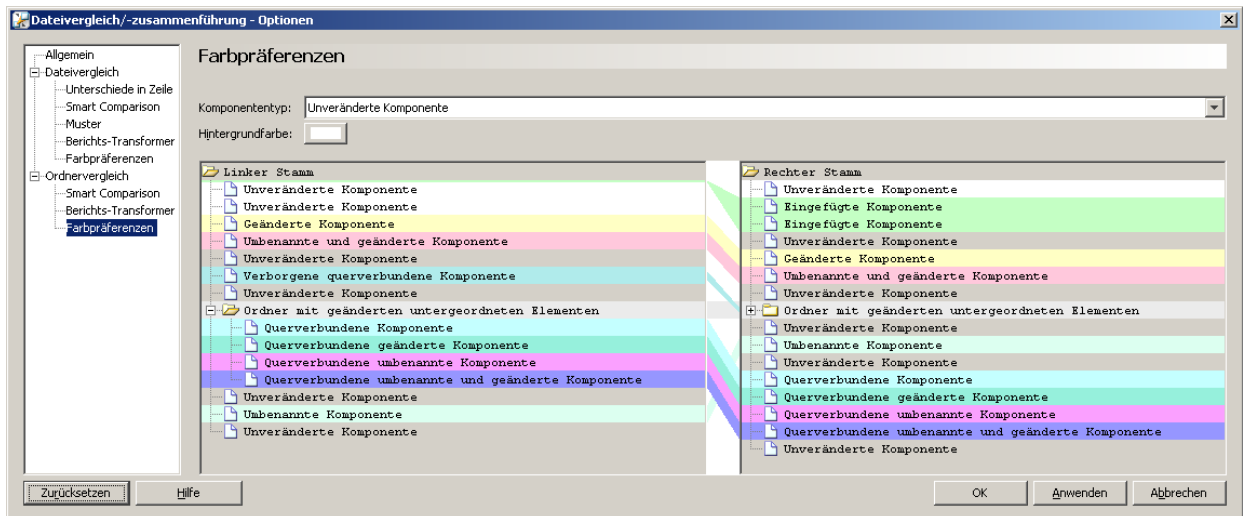 Dateivergleich/-zusammenführung - Optionen
Allgemein
Dateivergleich
Unterschiede in Zeile
Smart Comparison
Muster
Berichts-Transformer
Farbpräferenzen
Ordnervergleich
Smart Comparison
Berichts-Transformer
Farbpräferenzen
Farbpräferenzen
Komponententyp: Unveränderte Komponente
Hintergrundfarbe:
Linker Stamm
Unveränderte Komponente
Unveränderte Komponente
Geänderte Komponente
Umbenannte und geänderte Komponente
Unveränderte Komponente
Verborgene querverbundene Komponente
Unveränderte Komponente
Ordner mit geänderten untergeordneten Elementen
Querverbundene Komponente
Querverbundene geänderte Komponente
Querverbundene umbenannte Komponente
Querverbundene umbenannte und geänderte Komponente
Unveränderte Komponente
Umbenannte Komponente
Unveränderte Komponente
Rechter Stamm
Unveränderte Komponente
Eingefügte Komponente
Eingefügte Komponente
Unveränderte Komponente
Geänderte Komponente
Umbenannte und geänderte Komponente
Unveränderte Komponente
Ordner mit geänderten untergeordneten Elementen
Unveränderte Komponente
Umbenannte Komponente
Unveränderte Komponente
Querverbundene Komponente
Querverbundene geänderte Komponente
Querverbundene umbenannte Komponente
Querverbundene umbenannte und geänderte Komponente
Unveränderte Komponente
Zurücksetzen Hilfe OK Anwenden Abbrechen